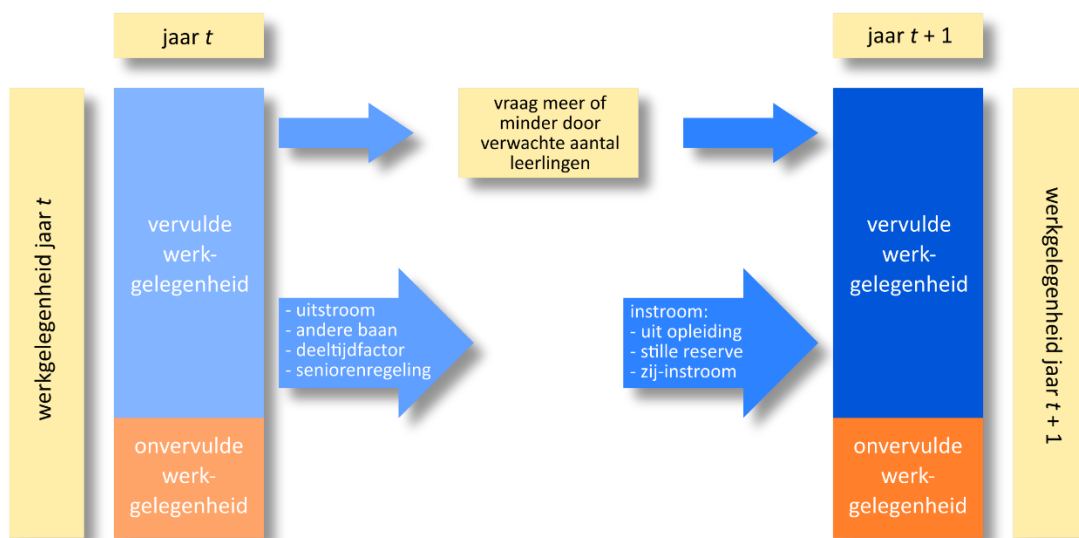 jaar t
jaar t + 1
werkgelegenheid jaar t
vervulde
werk-
gelegenheid
onvervulde
werk-
gelegenheid
vraag meer of
minder door
verwachte aantal
leerlingen
- uitstroom
- andere baan
- deeltijdfactor
- seniorenregeling
instroom:
- uit opleiding
- stille reserve
- zij-instroom
vervulde
werk-
gelegenheid
onvervulde
werk-
gelegenheid
werkgelegenheid jaar t + 1